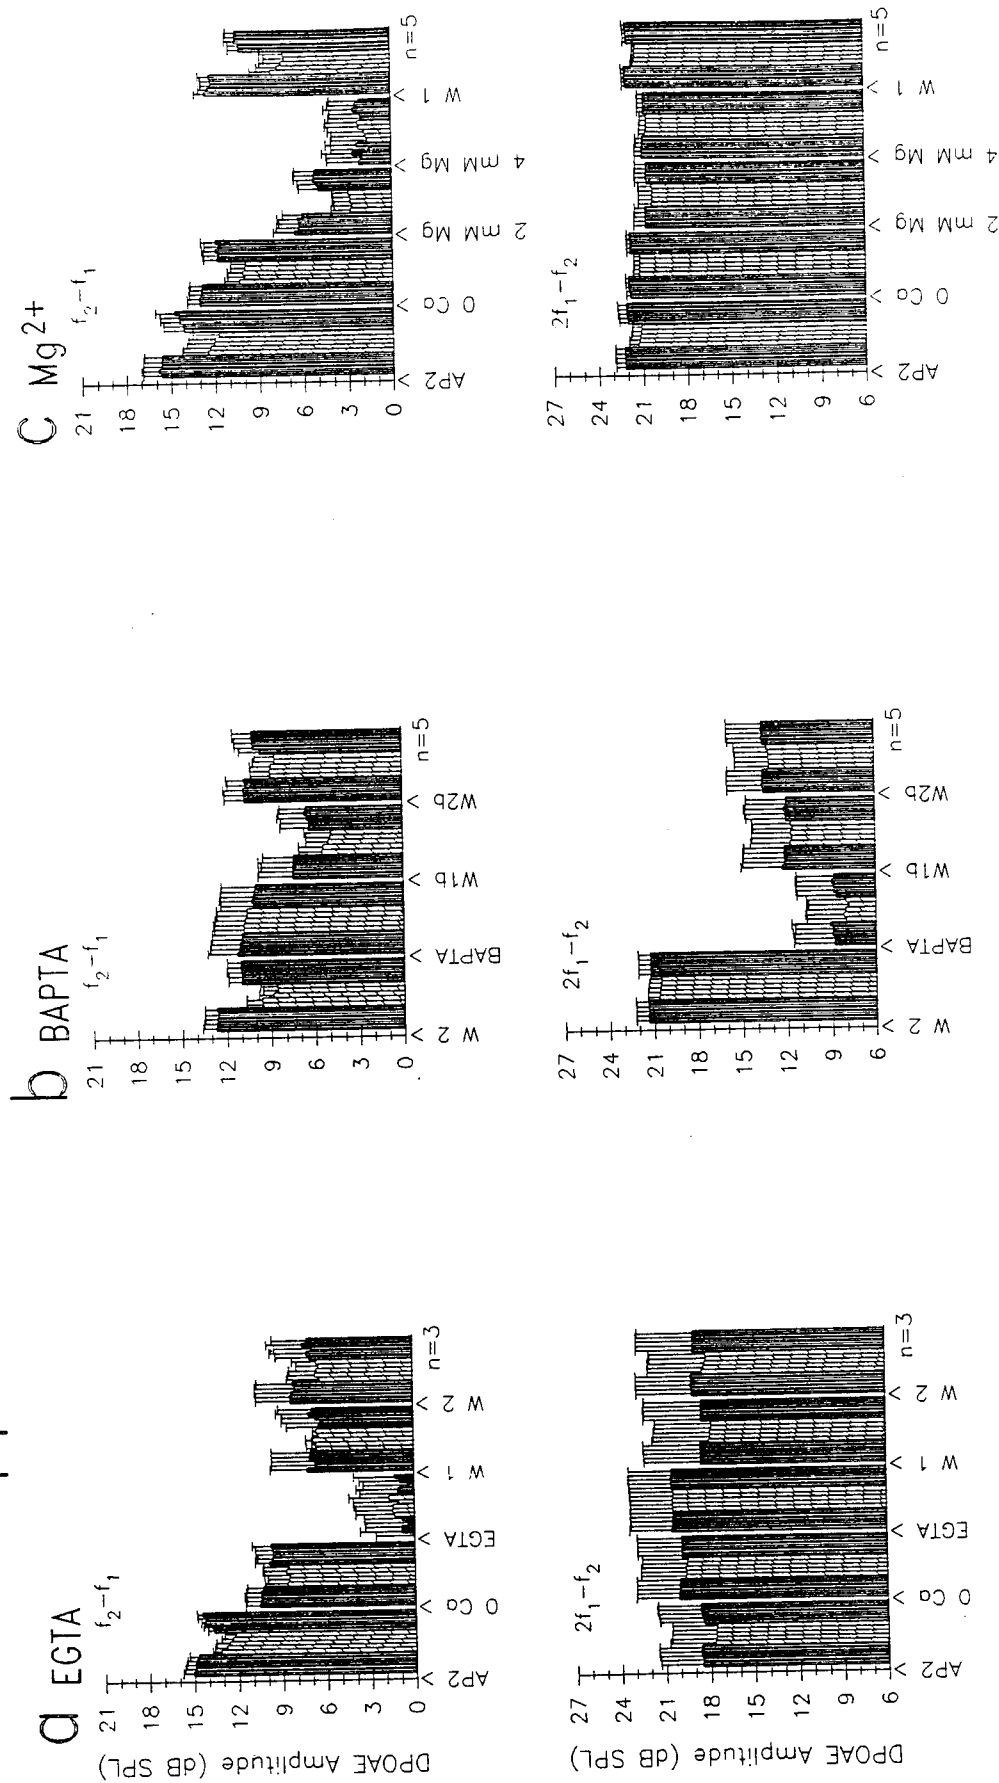 a EGTA
f₂−f₁
21
18
15
12
9
6
3
0
AP2
0 Ca
EGTA
W 1
W 2
n=3
DPOAE Amplitude (dB SPL)
2f₁−f₂
27
24
21
18
15
12
9
6
AP2
0 Ca
EGTA
W 1
W 2
n=3
DPOAE Amplitude (dB SPL)
b BAPTA
f₂−f₁
21
18
15
12
9
6
3
0
W 2
BAPTA
W1b
W2b
n=5
2f₁−f₂
27
24
21
18
15
12
9
6
W 2
BAPTA
W1b
W2b
n=5
c Mg²⁺
f₂−f₁
21
18
15
12
9
6
3
0
AP2
0 Ca
2 mM Mg
4 mM Mg
W 1
n=5
2f₁−f₂
27
24
21
18
15
12
9
6
AP2
0 Ca
2 mM Mg
4 mM Mg
W 1
n=5